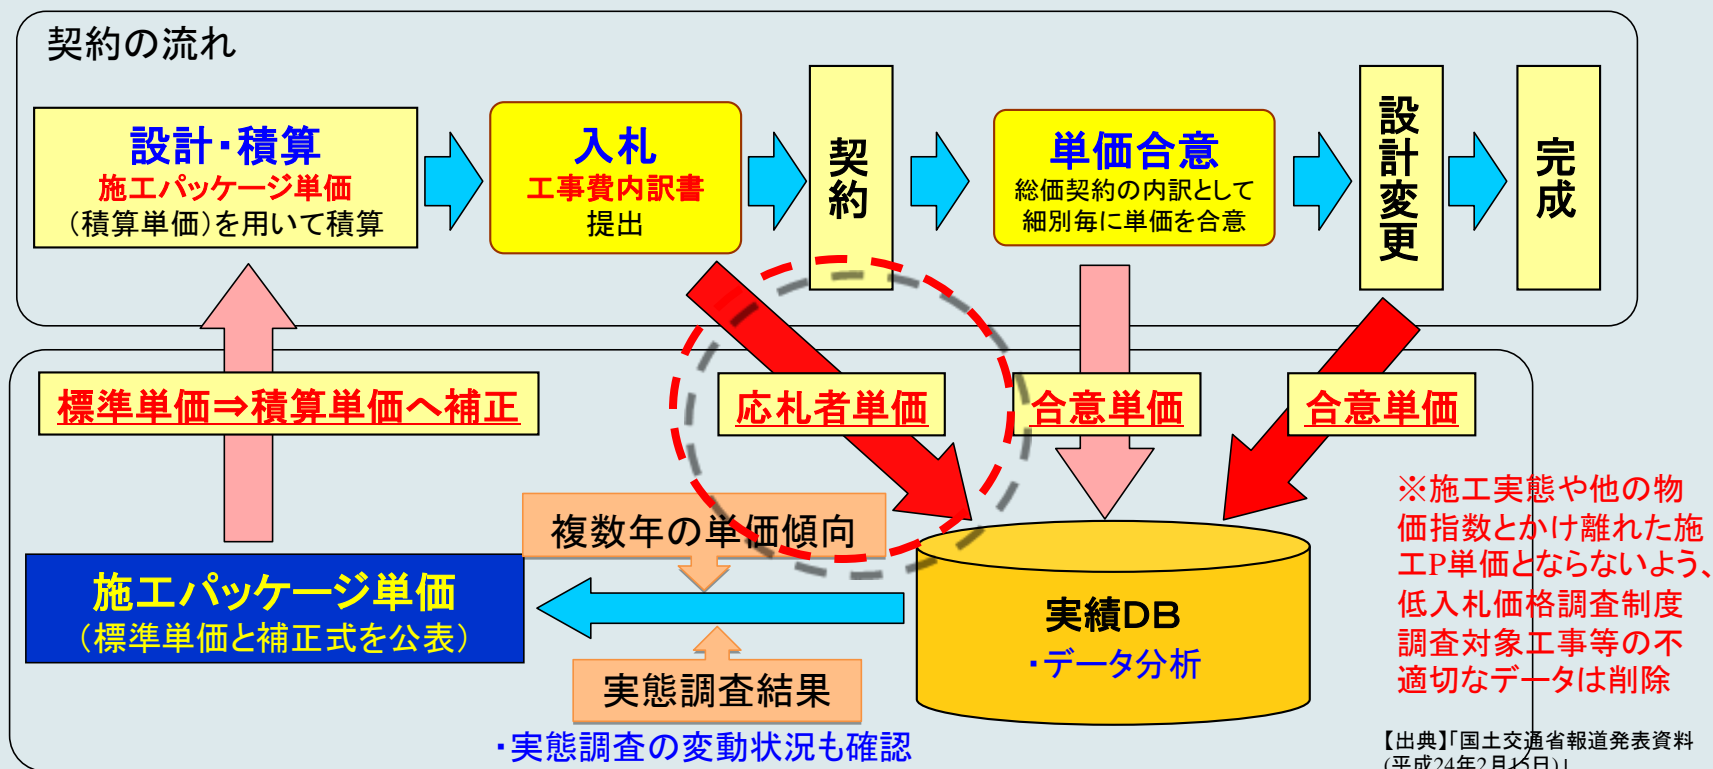 契約の流れ
設計・積算
施工パッケージ単価
(積算単価)を用いて積算
入札
工事費内訳書
提出
契約
単価合意
総価契約の内訳として
細別毎に単価を合意
設計変更
完成
標準単価⇒積算単価へ補正
応札者単価
合意単価
合意単価
複数年の単価傾向
施工パッケージ単価
(標準単価と補正式を公表)
実績DB
・データ分析
実態調査結果
・実態調査の変動状況も確認
※施工実態や他の物
価指数とかけ離れた施
工P単価とならないよう、
低入札価格調査制度
調査対象工事等の不
適切なデータは削除
【出典】「国土交通省報道発表資料
(平成24年2月15日)」